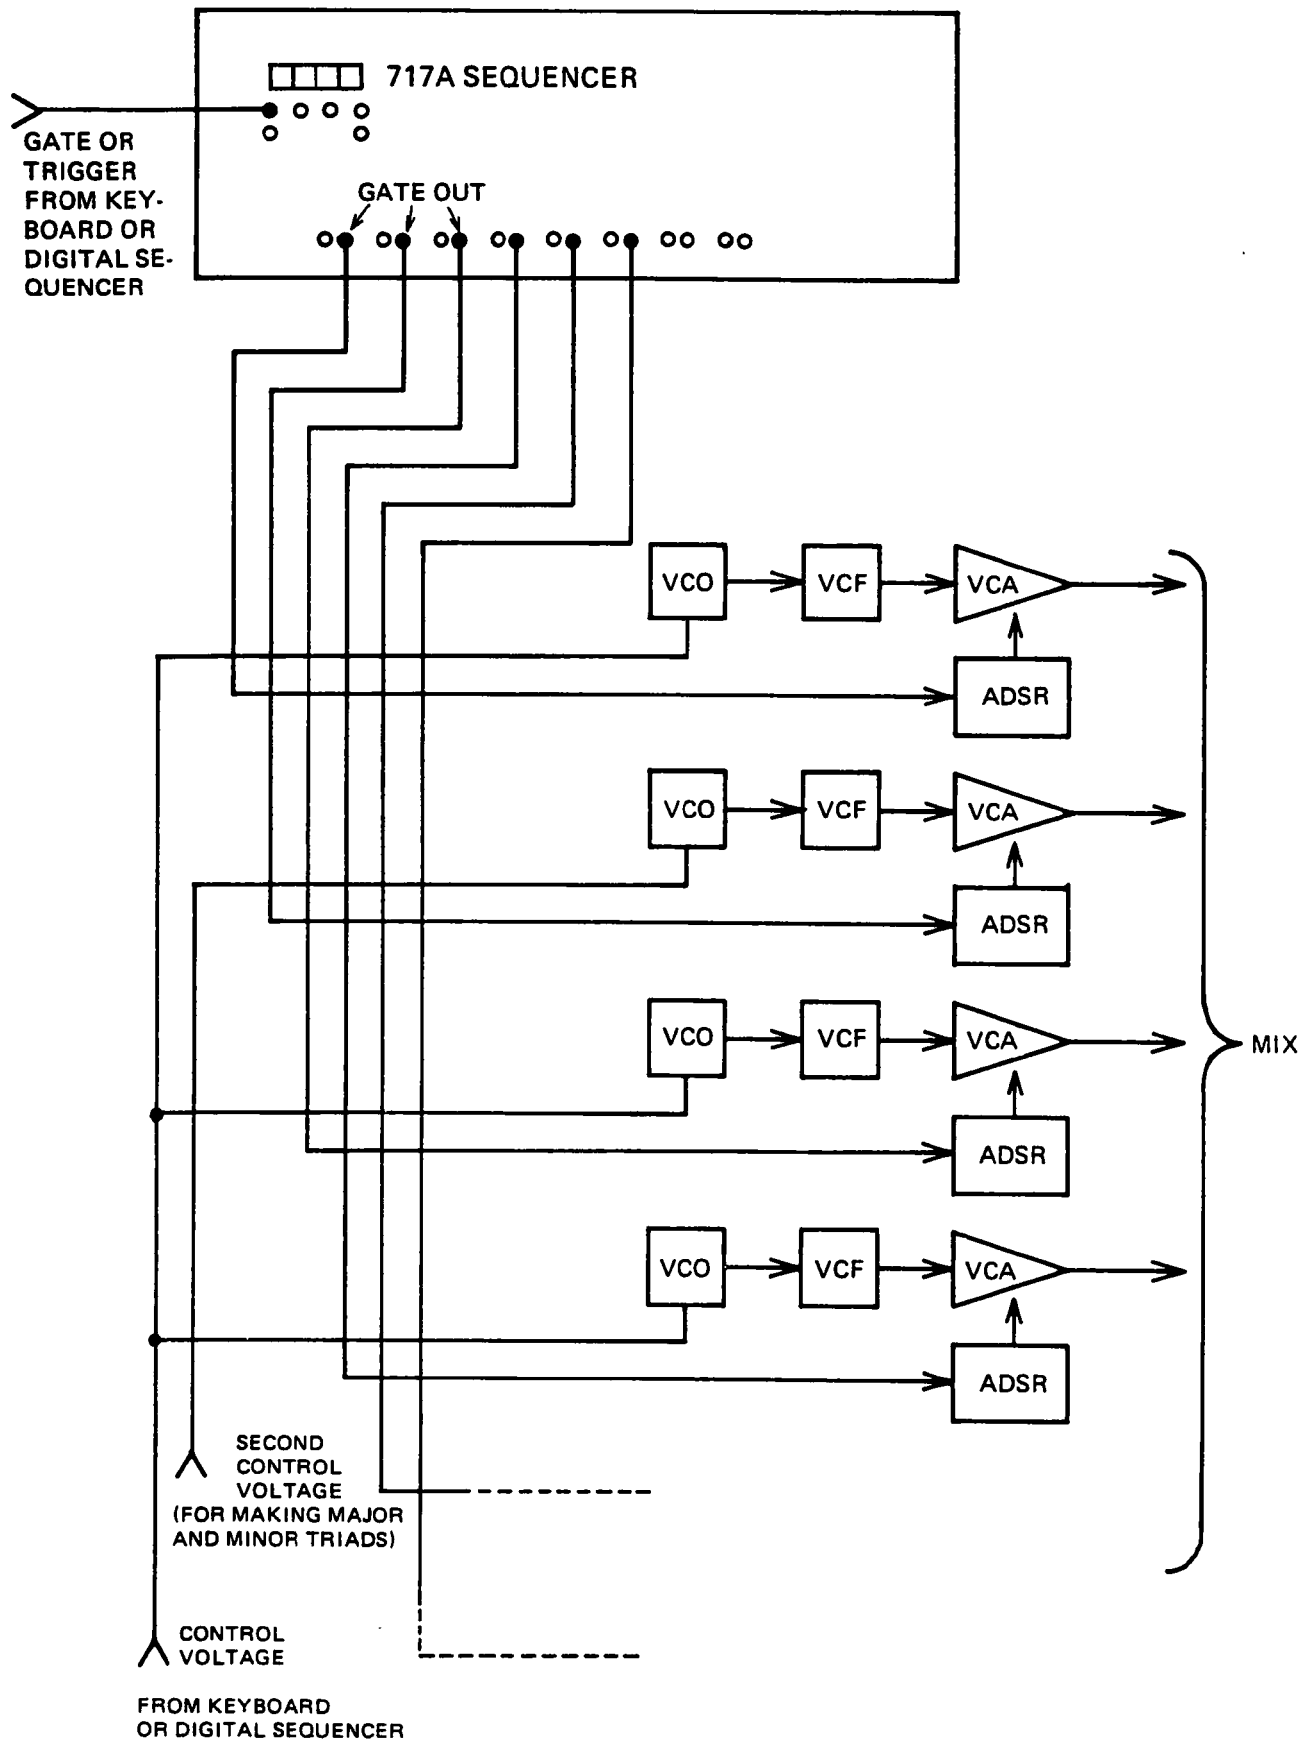 717A SEQUENCER
GATE OR
TRIGGER
FROM KEY-
BOARD OR
DIGITAL SE-
QUENCER
GATE OUT
VCO
VCF
VCA
ADSR
VCO
VCF
VCA
ADSR
VCO
VCF
VCA
MIX
ADSR
VCO
VCF
VCA
ADSR
SECOND
CONTROL
VOLTAGE
(FOR MAKING MAJOR
AND MINOR TRIADS)
CONTROL
VOLTAGE
FROM KEYBOARD
OR DIGITAL SEQUENCER